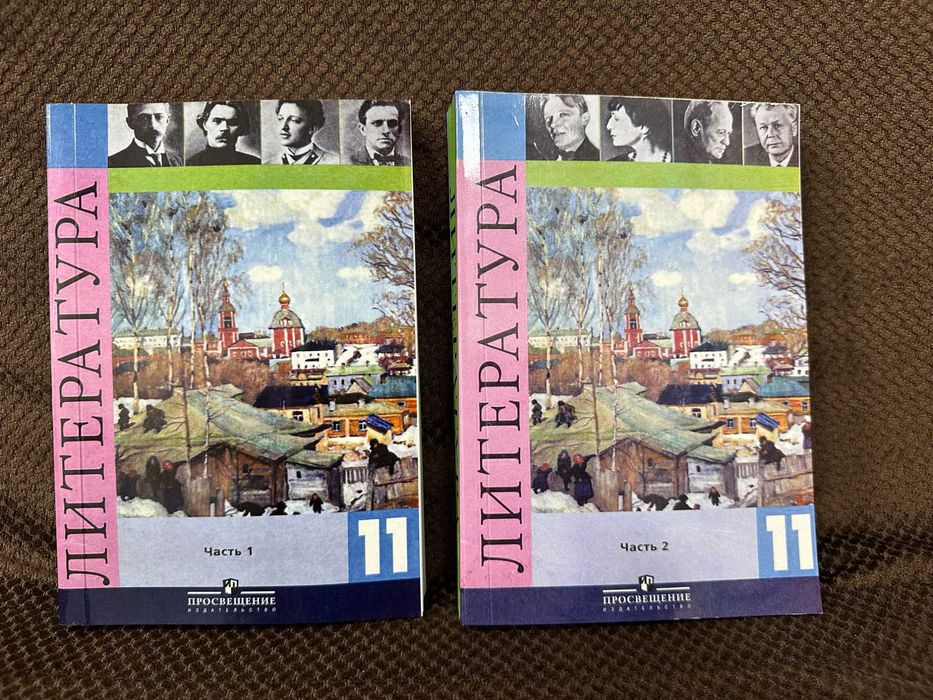 ЛИТЕРАТУРА
Часть 1
11
ПРОСВЕЩЕНИЕ
ИЗДАТЕЛЬСТВО
ЛИТЕРАТУРА
Часть 2
11
ПРОСВЕЩЕНИЕ
ИЗДАТЕЛЬСТВО